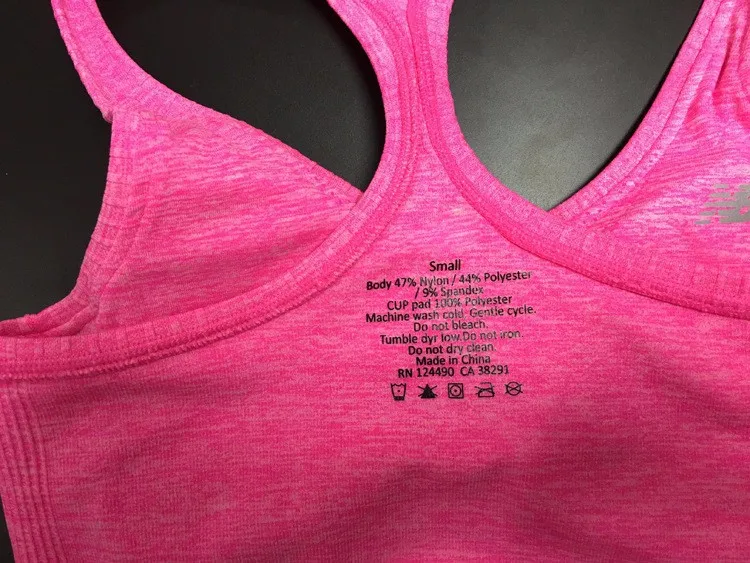 Small
Body 47% Nylon / 44% Polyester
/ 9% Spandex
CUP pad 100% Polyester
Machine wash cold. Gentle cycle.
Do not bleach.
Tumble dyr low.Do not iron.
Do not dry clean.
Made in China
RN 124490 CA 38291